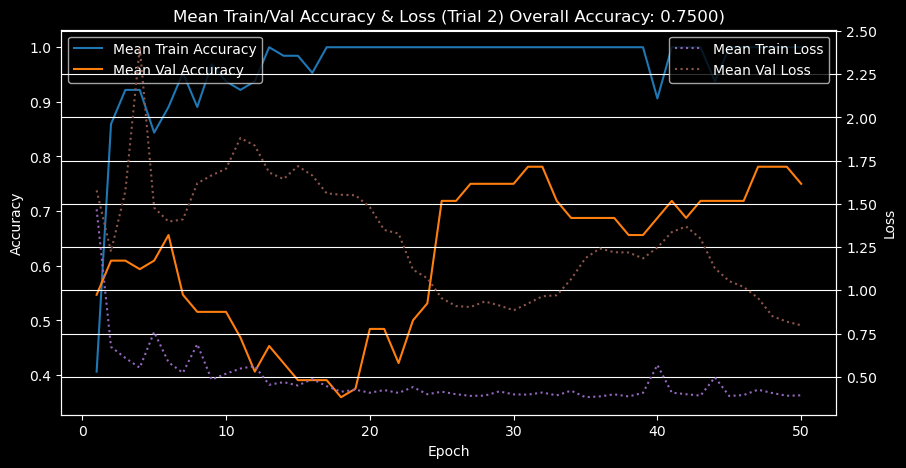 Mean Train/Val Accuracy & Loss (Trial 2) Overall Accuracy: 0.7500)
Mean Train Accuracy
Mean Val Accuracy
Mean Train Loss
Mean Val Loss
1.0
0.9
0.8
0.7
0.6
0.5
0.4
Accuracy
2.50
2.25
2.00
1.75
1.50
1.25
1.00
0.75
0.50
Loss
0
10
20
30
40
50
Epoch